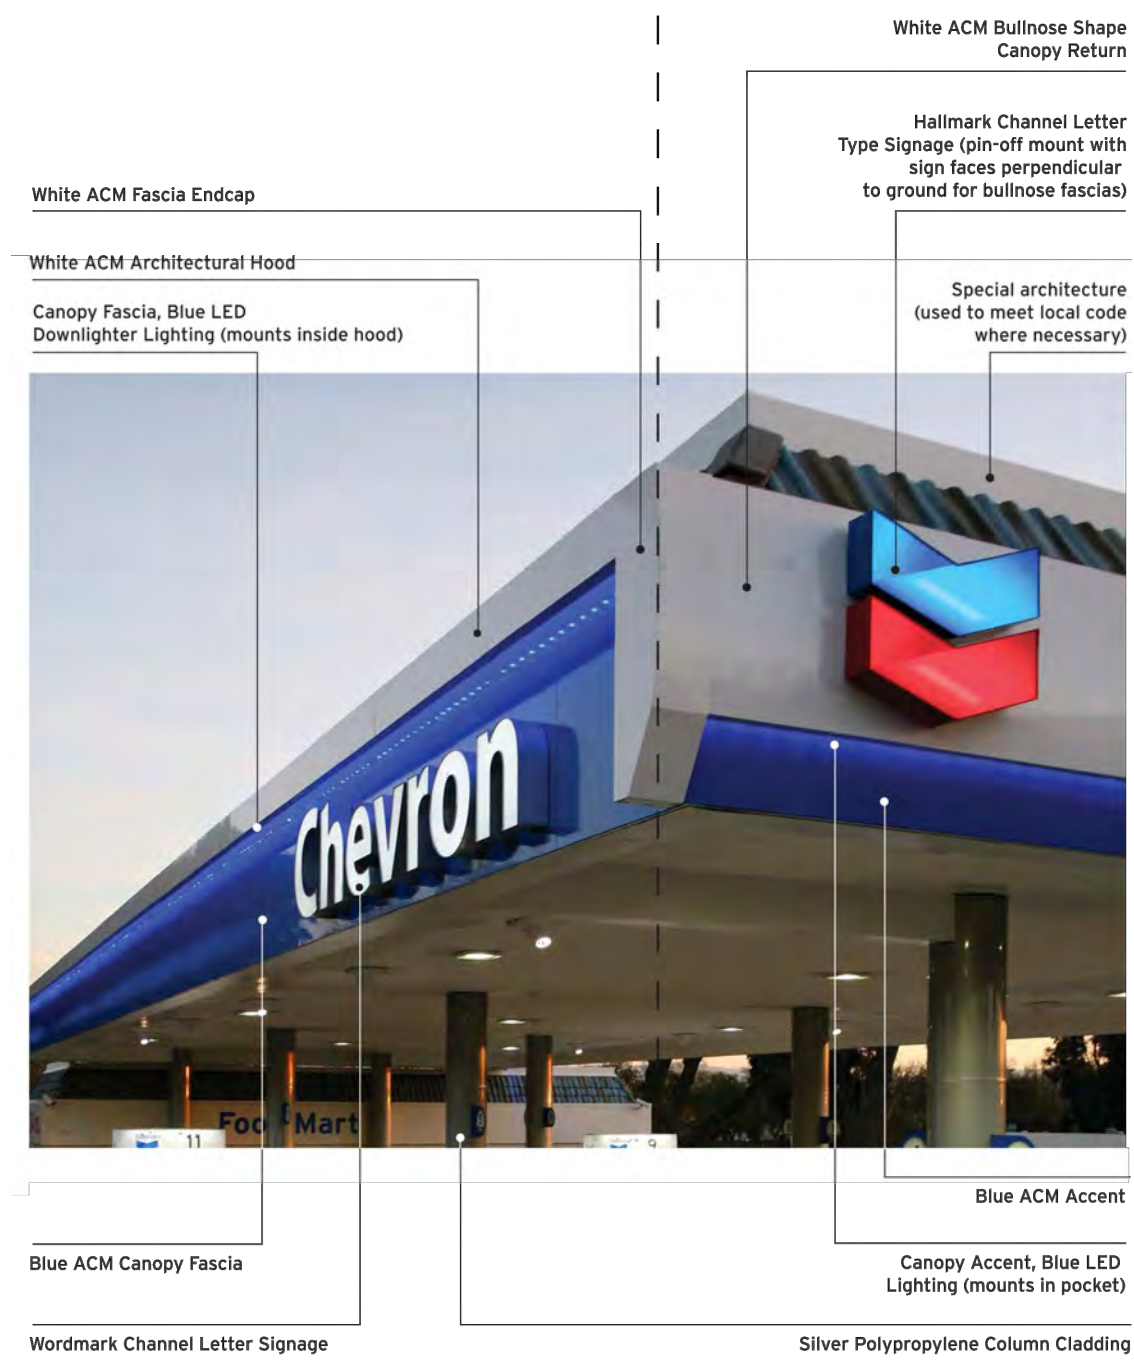 White ACM Bullnose Shape
Canopy Return
Hallmark Channel Letter
Type Signage (pin-off mount with
sign faces perpendicular
to ground for bullnose fascias)
White ACM Fascia Endcap
White ACM Architectural Hood
Special architecture
(used to meet local code
where necessary)
Canopy Fascia, Blue LED
Downlighter Lighting (mounts inside hood)
Chevron
Food Mart
11
9
Blue ACM Accent
Blue ACM Canopy Fascia
Canopy Accent, Blue LED
Lighting (mounts in pocket)
Wordmark Channel Letter Signage
Silver Polypropylene Column Cladding